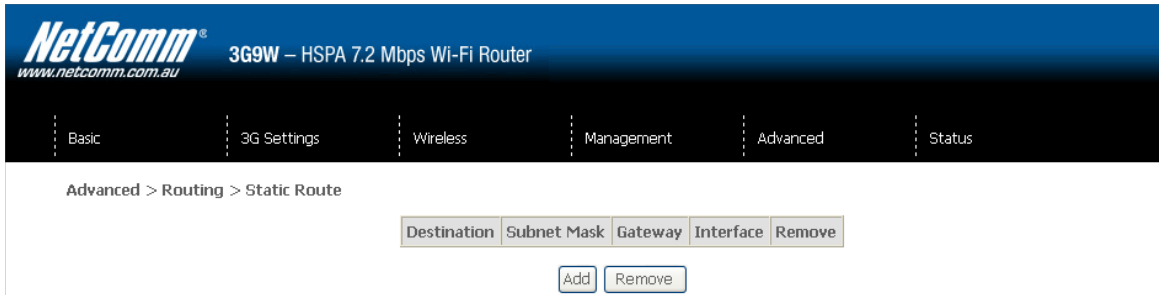 NetComm®
www.netcomm.com.au
3G9W – HSPA 7.2 Mbps Wi-Fi Router
Basic 3G Settings Wireless Management Advanced Status
Advanced > Routing > Static Route
Destination Subnet Mask Gateway Interface Remove
Add Remove